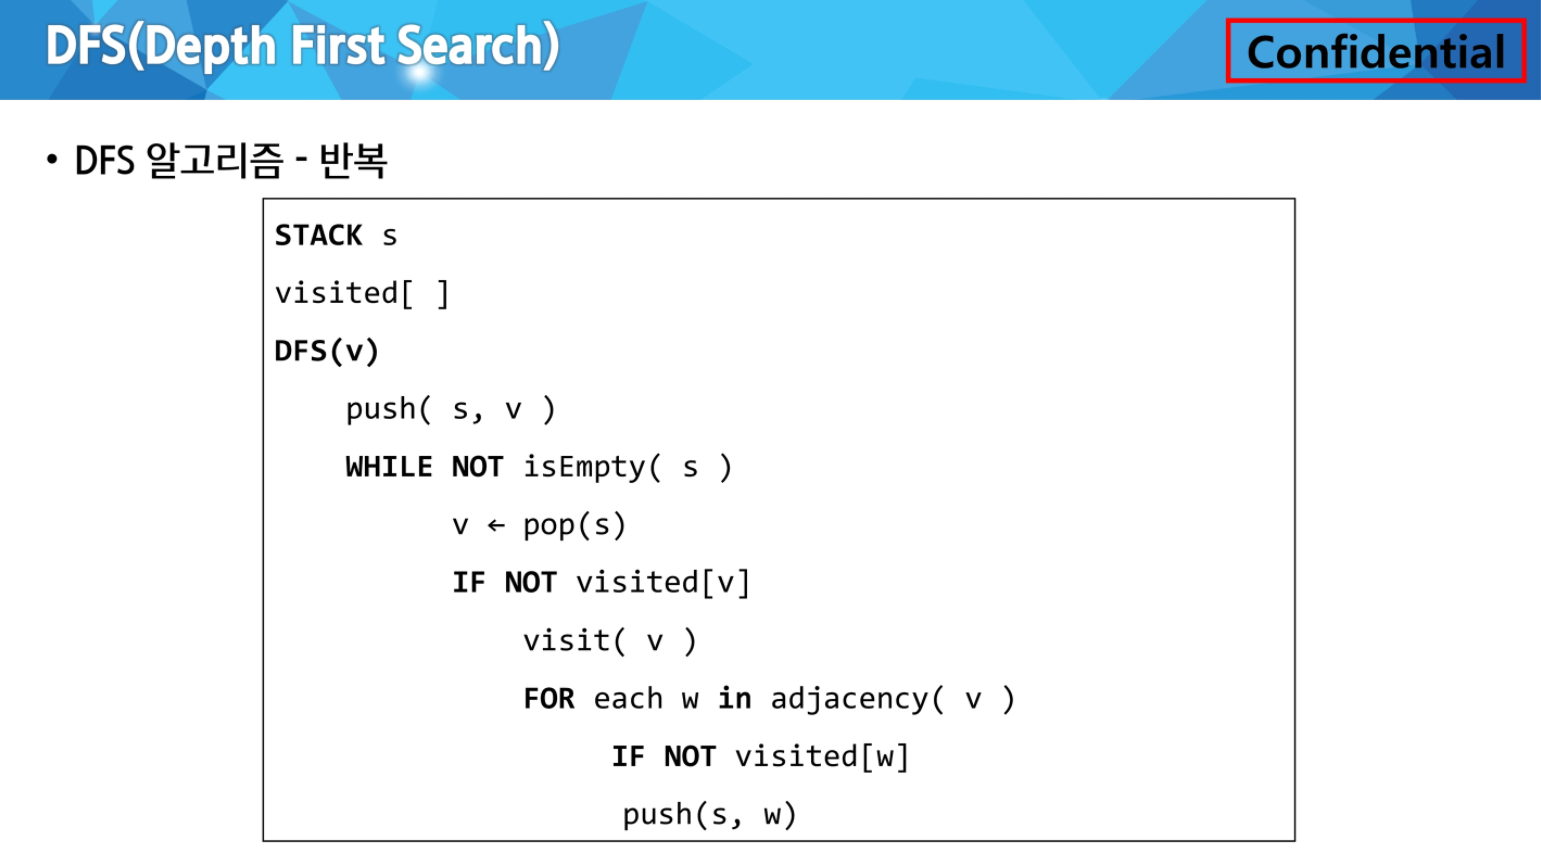 DFS(Depth First Search)
Confidential
• DFS 알고리즘 - 반복
STACK s
visited[ ]
DFS(v)
push( s, v )
WHILE NOT isEmpty( s )
v ← pop(s)
IF NOT visited[v]
visit( v )
FOR each w in adjacency( v )
IF NOT visited[w]
push(s, w)